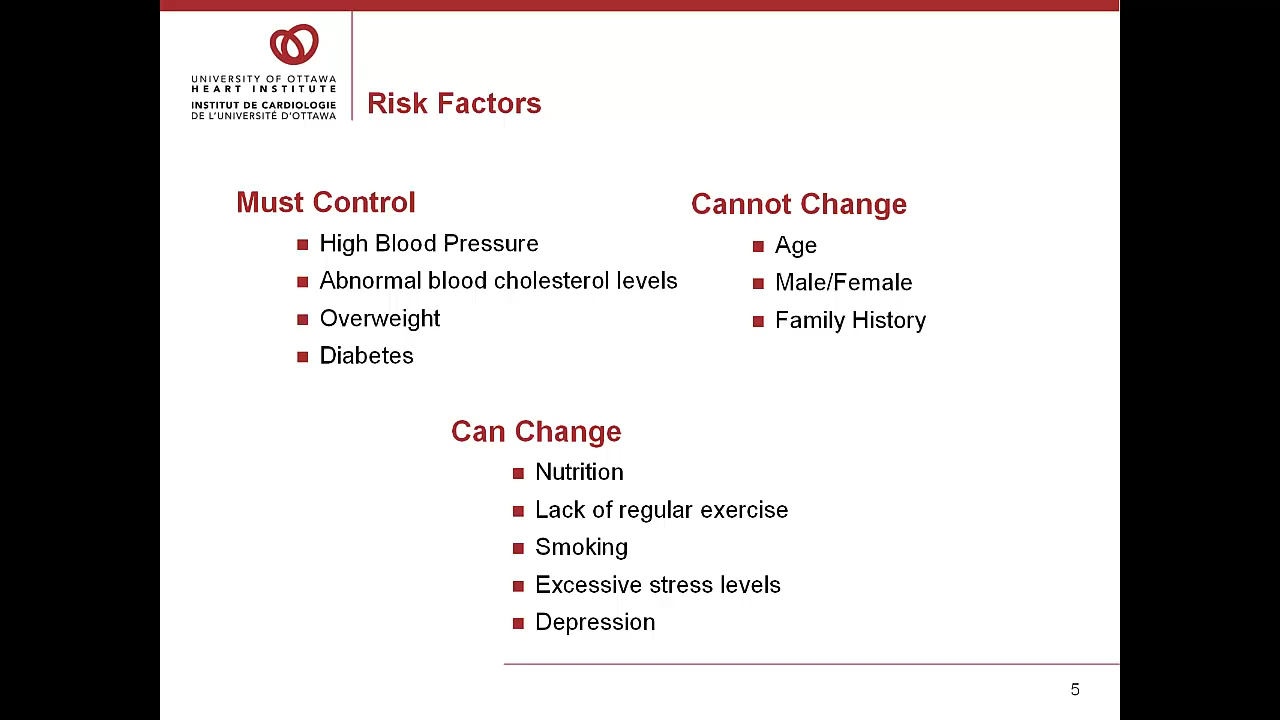 UNIVERSITY OF OTTAWA
HEART INSTITUTE
INSTITUT DE CARDIOLOGIE
DE L'UNIVERSITÉ D'OTTAWA
Risk Factors
Must Control
High Blood Pressure
Abnormal blood cholesterol levels
Overweight
Diabetes
Cannot Change
Age
Male/Female
Family History
Can Change
Nutrition
Lack of regular exercise
Smoking
Excessive stress levels
Depression
5